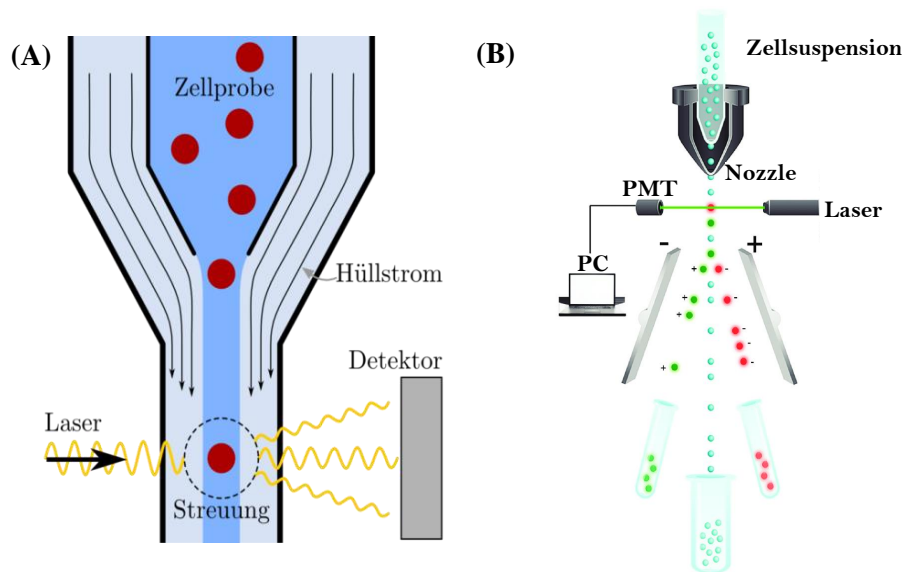 (A)
Zellprobe
Hüllstrom
Detektor
Laser
Streuung
(B)
Zellsuspension
Nozzle
PMT
Laser
- +
PC
+ -
+ -
+
-
-
+ -